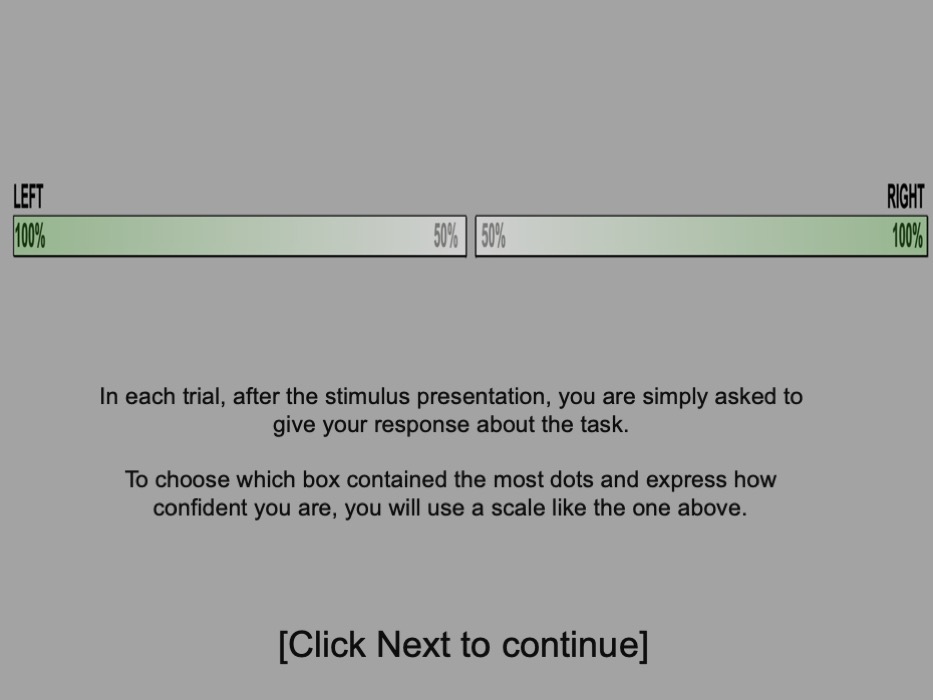 LEFT RIGHT
100% 50% 50% 100%
In each trial, after the stimulus presentation, you are simply asked to
give your response about the task.
To choose which box contained the most dots and express how
confident you are, you will use a scale like the one above.
[Click Next to continue]